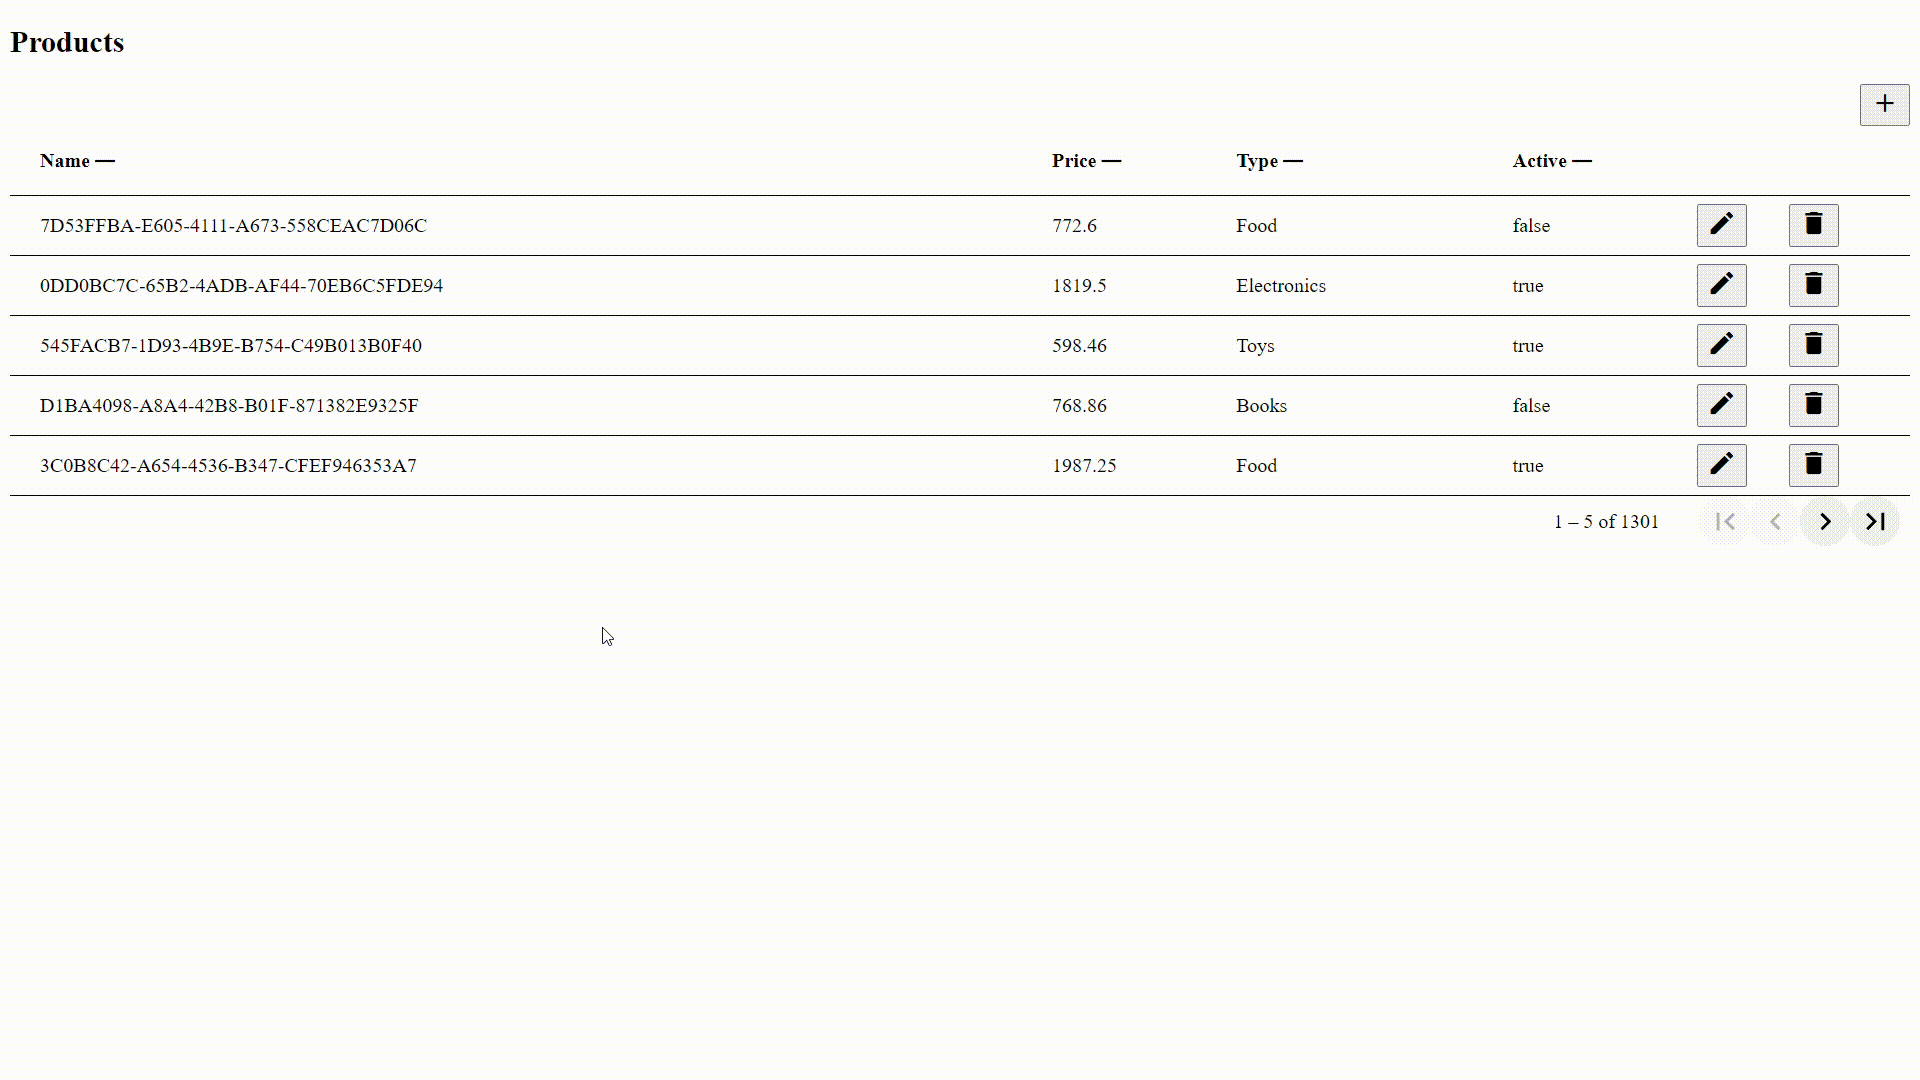 Products
Name — Price — Type — Active —
7D53FFBA-E605-4111-A673-558CEAC7D06C 772.6 Food false
0DD0BC7C-65B2-4ADB-AF44-70EB6C5FDE94 1819.5 Electronics true
545FACB7-1D93-4B9E-B754-C49B013B0F40 598.46 Toys true
D1BA4098-A8A4-42B8-B01F-871382E9325F 768.86 Books false
3C0B8C42-A654-4536-B347-CFEF946353A7 1987.25 Food true
1 – 5 of 1301